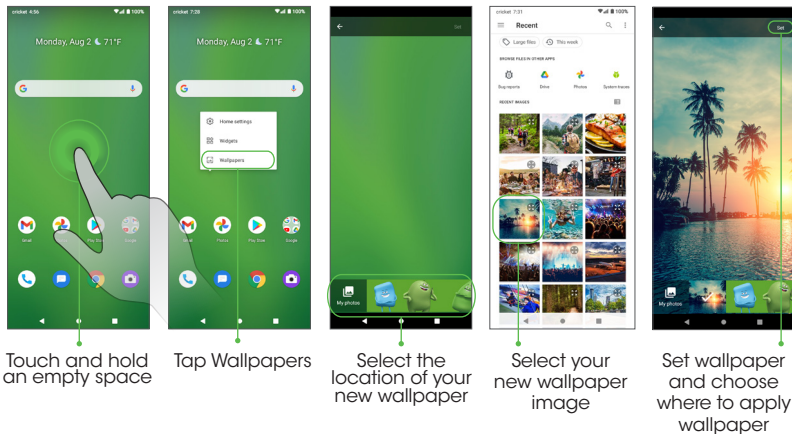 cricket 4:56
100%
Monday, Aug 2 71°F
G
Gmail
Play Store
Google
cricket 7:28
100%
Monday, Aug 2 71°F
G
Home settings
Widgets
Wallpapers
Gmail
Photos
Play Store
Google
Set
My photos
cricket 7:31
100%
Recent
Large files
This week
BROWSE FILES IN OTHER APPS
Bug reports
Drive
Photos
System traces
RECENT IMAGES
Set
My photos
Touch and hold
an empty space
Tap Wallpapers
Select the
location of your
new wallpaper
Select your
new wallpaper
image
Set wallpaper
and choose
where to apply
wallpaper